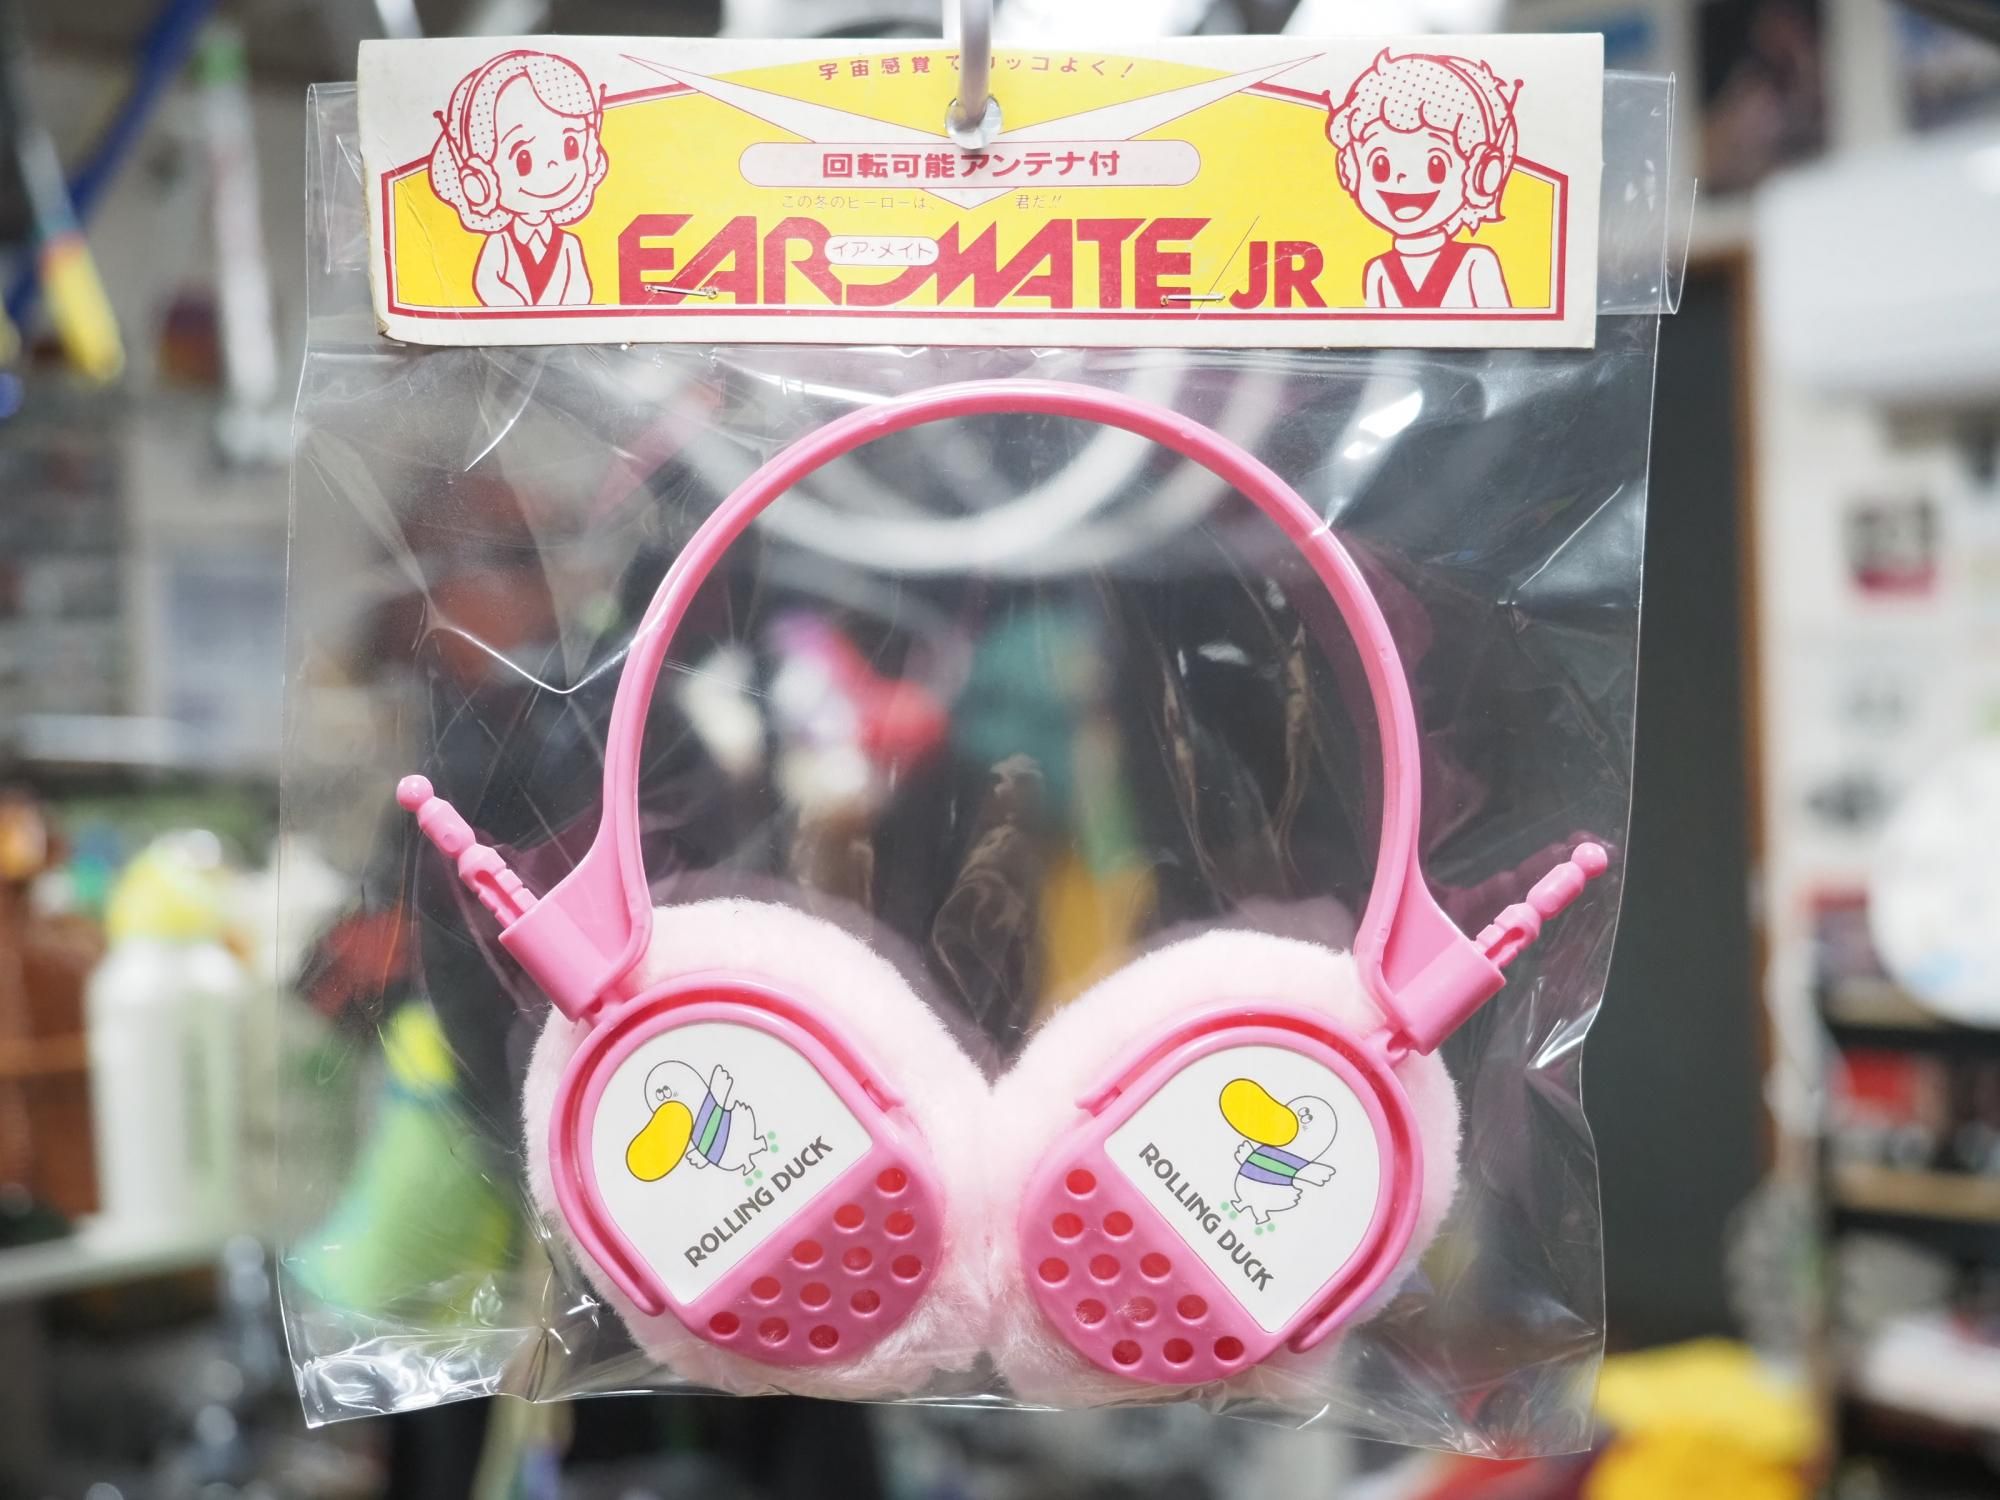 宇宙感覚でカッコよく!
回転可能アンテナ付
この冬のヒーローは、君だ!!
EAR MATE/JR
イア・メイト
ROLLING DUCK
ROLLING DUCK